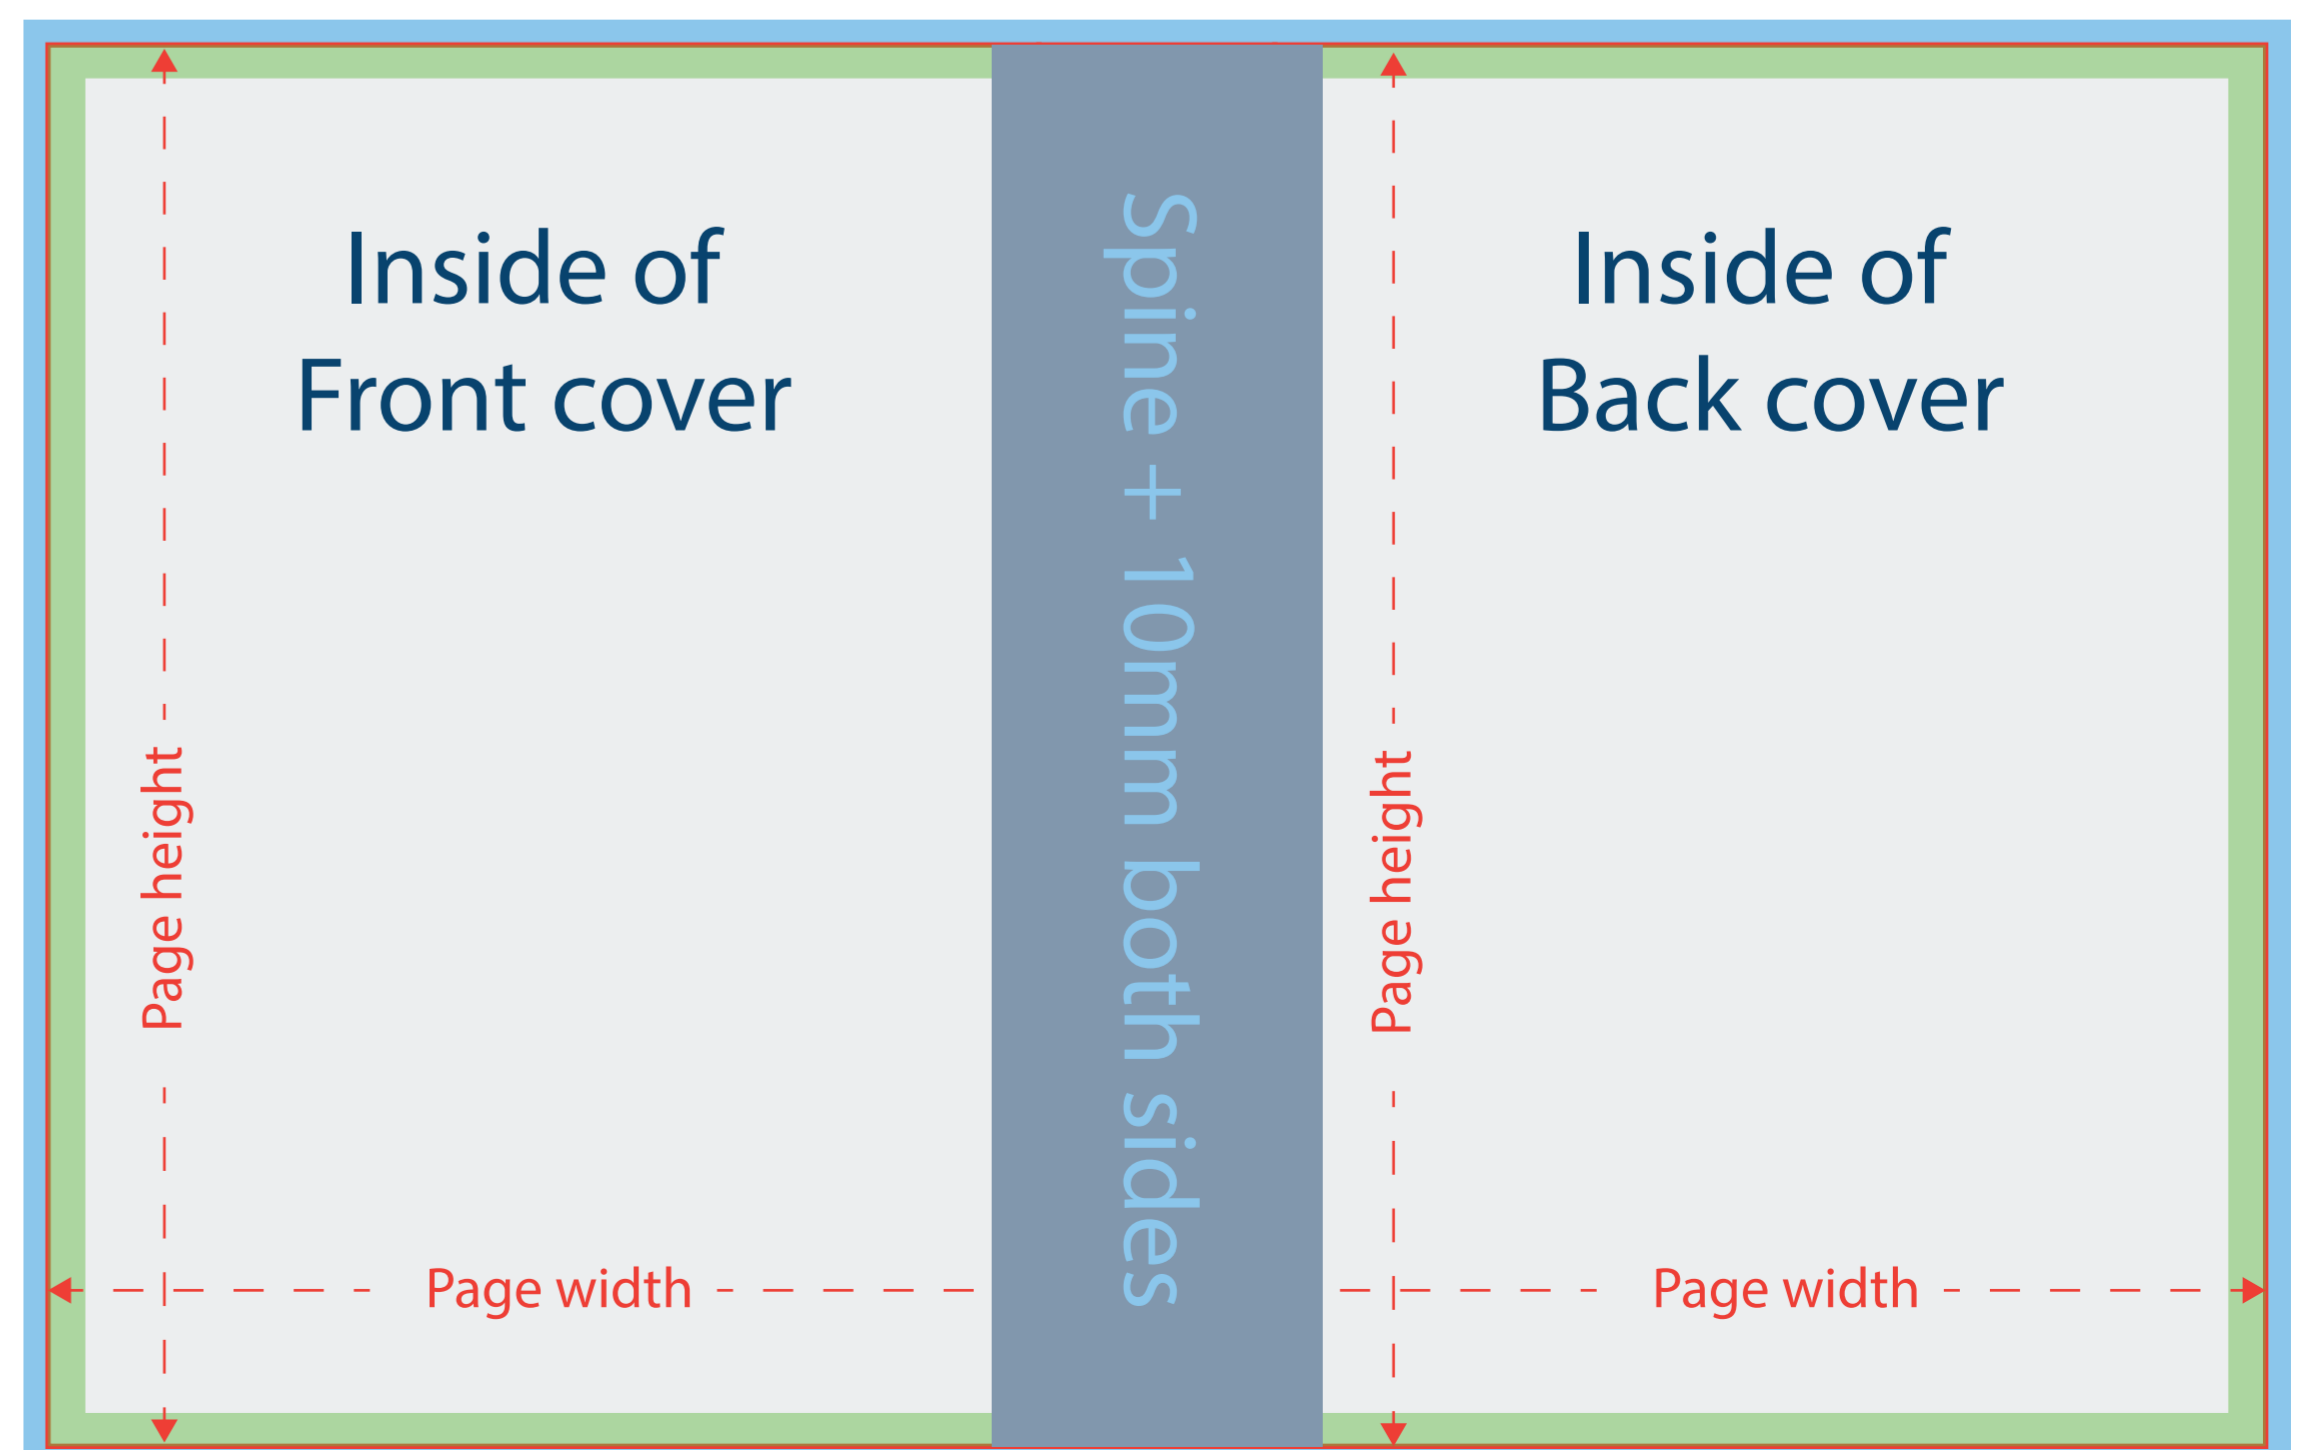 Inside of
Front cover
Page height
Page width
Spine + 10mm both sides
Inside of
Back cover
Page height
Page width